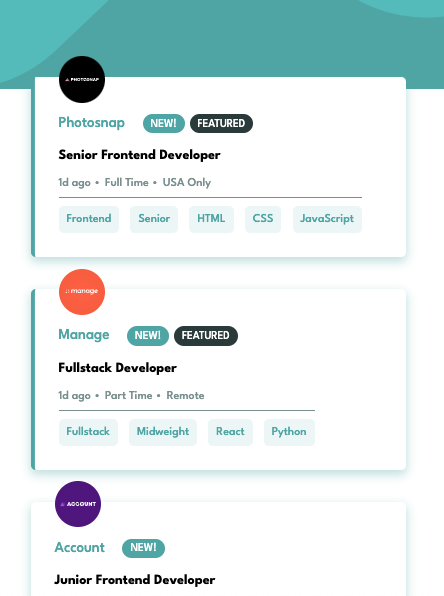 PHOTOSNAP
Photosnap NEW! FEATURED
Senior Frontend Developer
1d ago • Full Time • USA Only
Frontend Senior HTML CSS JavaScript
manage
Manage NEW! FEATURED
Fullstack Developer
1d ago • Part Time • Remote
Fullstack Midweight React Python
ACCOUNT
Account NEW!
Junior Frontend Developer